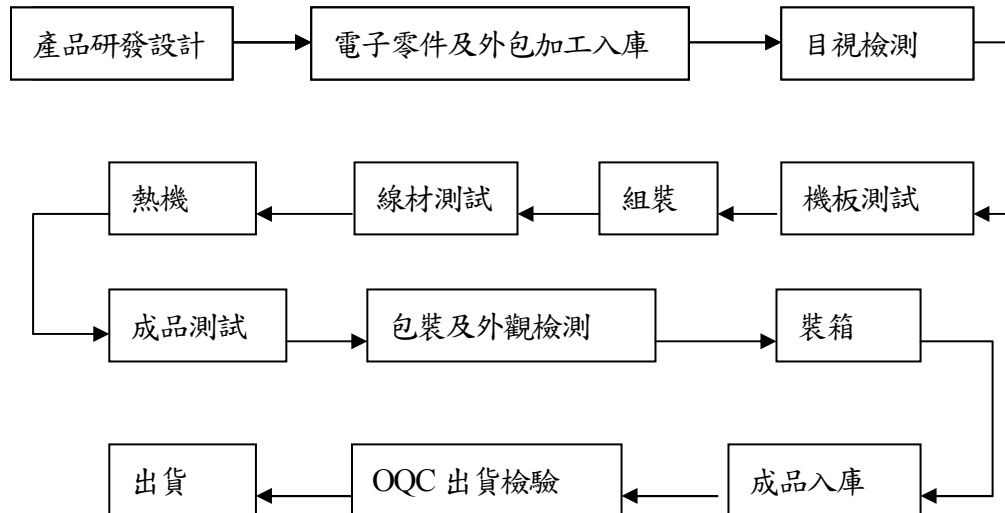 產品研發設計
電子零件及外包加工入庫
目視檢測
機板測試
組裝
線材測試
熱機
成品測試
包裝及外觀檢測
裝箱
成品入庫
OQC 出貨檢驗
出貨